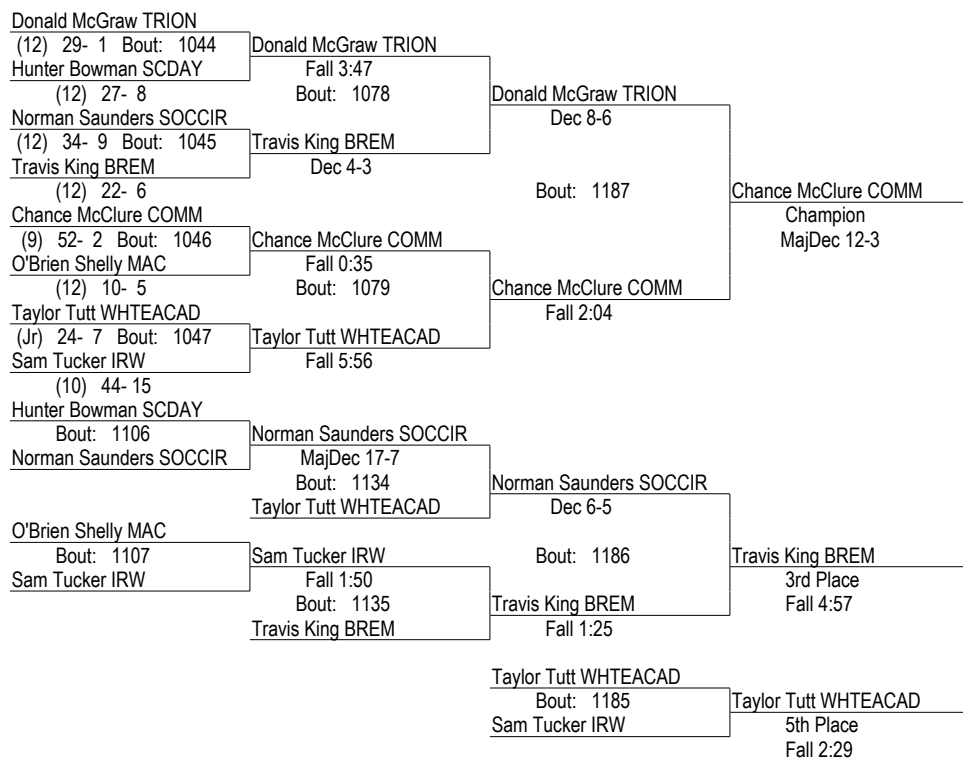 Donald McGraw TRION
(12) 29- 1 Bout: 1044
Donald McGraw TRION
Hunter Bowman SCDAY
Fall 3:47
(12) 27- 8
Bout: 1078
Donald McGraw TRION
Norman Saunders SOCCIR
Dec 8-6
(12) 34- 9 Bout: 1045
Travis King BREM
Travis King BREM
Dec 4-3
(12) 22- 6
Bout: 1187
Chance McClure COMM
Chance McClure COMM
Champion
(9) 52- 2 Bout: 1046
Chance McClure COMM
MajDec 12-3
O'Brien Shelly MAC
Fall 0:35
(12) 10- 5
Bout: 1079
Chance McClure COMM
Taylor Tutt WHTEACAD
Fall 2:04
(Jr) 24- 7 Bout: 1047
Taylor Tutt WHTEACAD
Sam Tucker IRW
Fall 5:56
(10) 44- 15
Hunter Bowman SCDAY
Bout: 1106
Norman Saunders SOCCIR
Norman Saunders SOCCIR
MajDec 17-7
Bout: 1134
Norman Saunders SOCCIR
Taylor Tutt WHTEACAD
Dec 6-5
O'Brien Shelly MAC
Bout: 1107
Sam Tucker IRW
Bout: 1186
Travis King BREM
Sam Tucker IRW
Fall 1:50
3rd Place
Bout: 1135
Travis King BREM
Fall 4:57
Travis King BREM
Fall 1:25
Taylor Tutt WHTEACAD
Bout: 1185
Taylor Tutt WHTEACAD
Sam Tucker IRW
5th Place
Fall 2:29